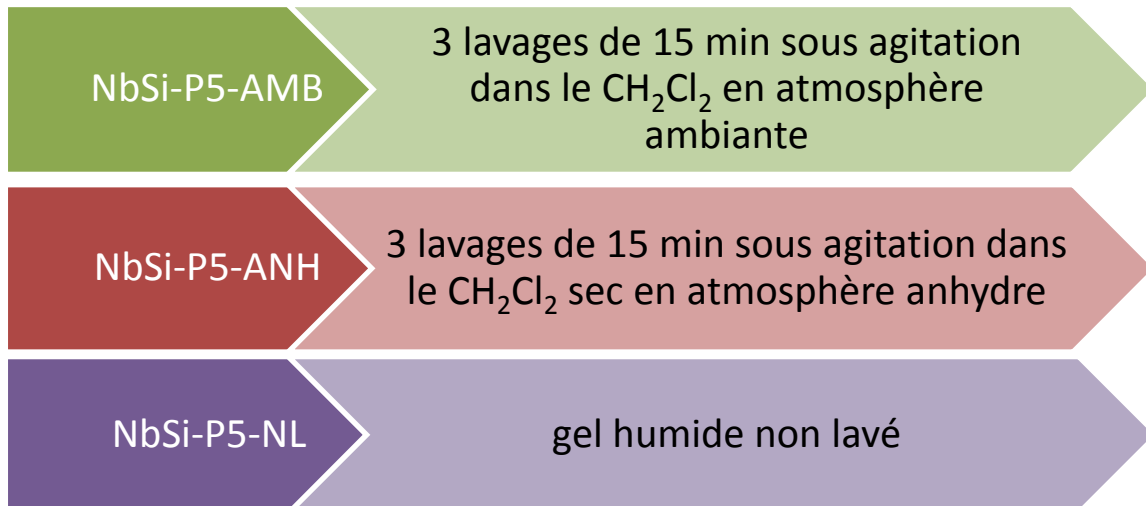 NbSi-P5-AMB
3 lavages de 15 min sous agitation
dans le CH₂Cl₂ en atmosphère
ambiante
NbSi-P5-ANH
3 lavages de 15 min sous agitation dans
le CH₂Cl₂ sec en atmosphère anhydre
NbSi-P5-NL
gel humide non lavé